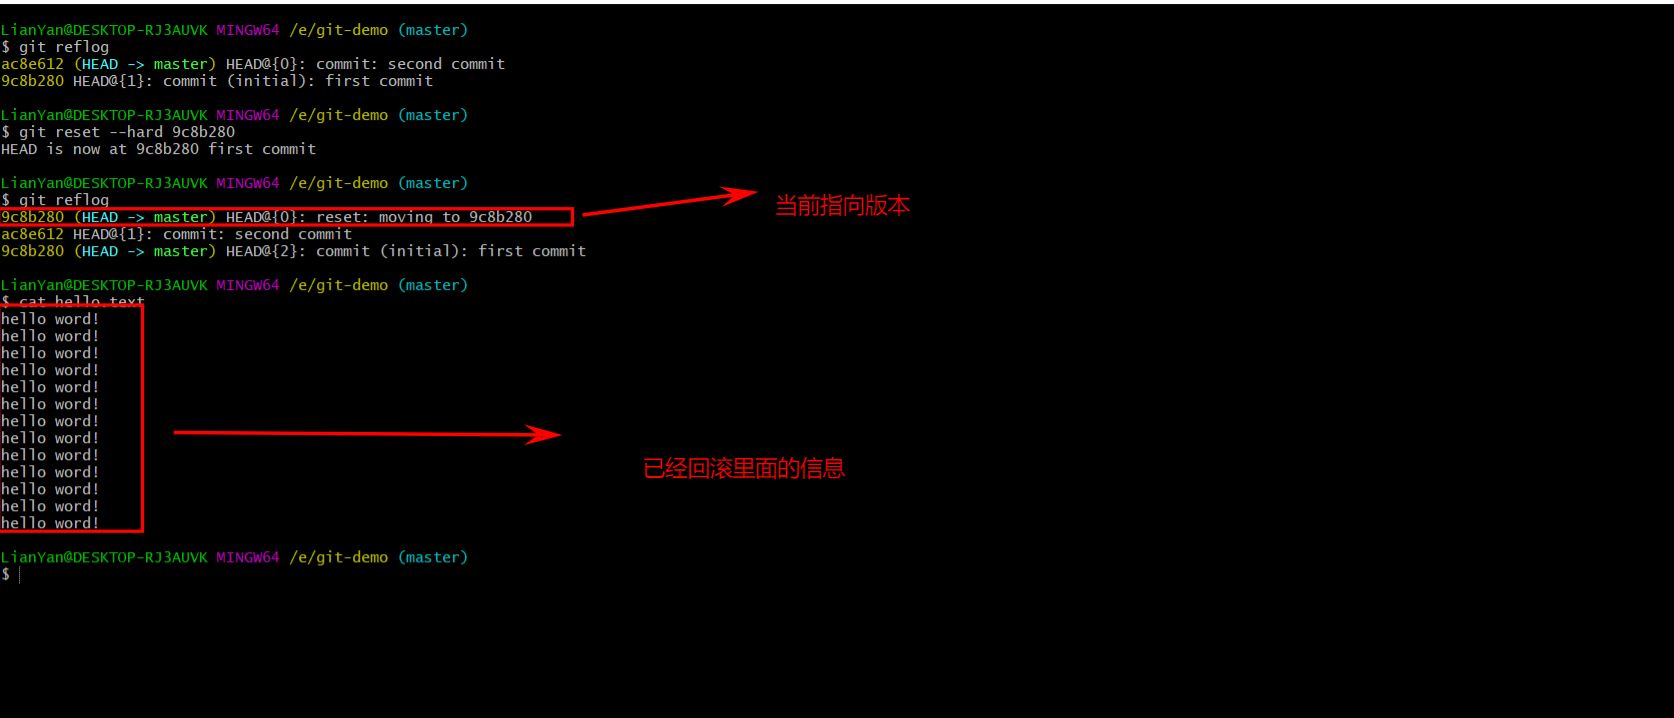 LianYan@DESKTOP-RJ3AUVK MINGW64 /e/git-demo (master)
$ git reflog
ac8e612 (HEAD -> master) HEAD@{0}: commit: second commit
9c8b280 HEAD@{1}: commit (initial): first commit
LianYan@DESKTOP-RJ3AUVK MINGW64 /e/git-demo (master)
$ git reset --hard 9c8b280
HEAD is now at 9c8b280 first commit
LianYan@DESKTOP-RJ3AUVK MINGW64 /e/git-demo (master)
$ git reflog
当前指向版本
9c8b280 (HEAD -> master) HEAD@{0}: reset: moving to 9c8b280
ac8e612 HEAD@{1}: commit: second commit
9c8b280 (HEAD -> master) HEAD@{2}: commit (initial): first commit
LianYan@DESKTOP-RJ3AUVK MINGW64 /e/git-demo (master)
$ cat hello.text
hello word!
hello word!
hello word!
hello word!
hello word!
hello word!
hello word!
hello word!
hello word!
hello word!
hello word!
hello word!
hello word!
已经回滚里面的信息
LianYan@DESKTOP-RJ3AUVK MINGW64 /e/git-demo (master)
$